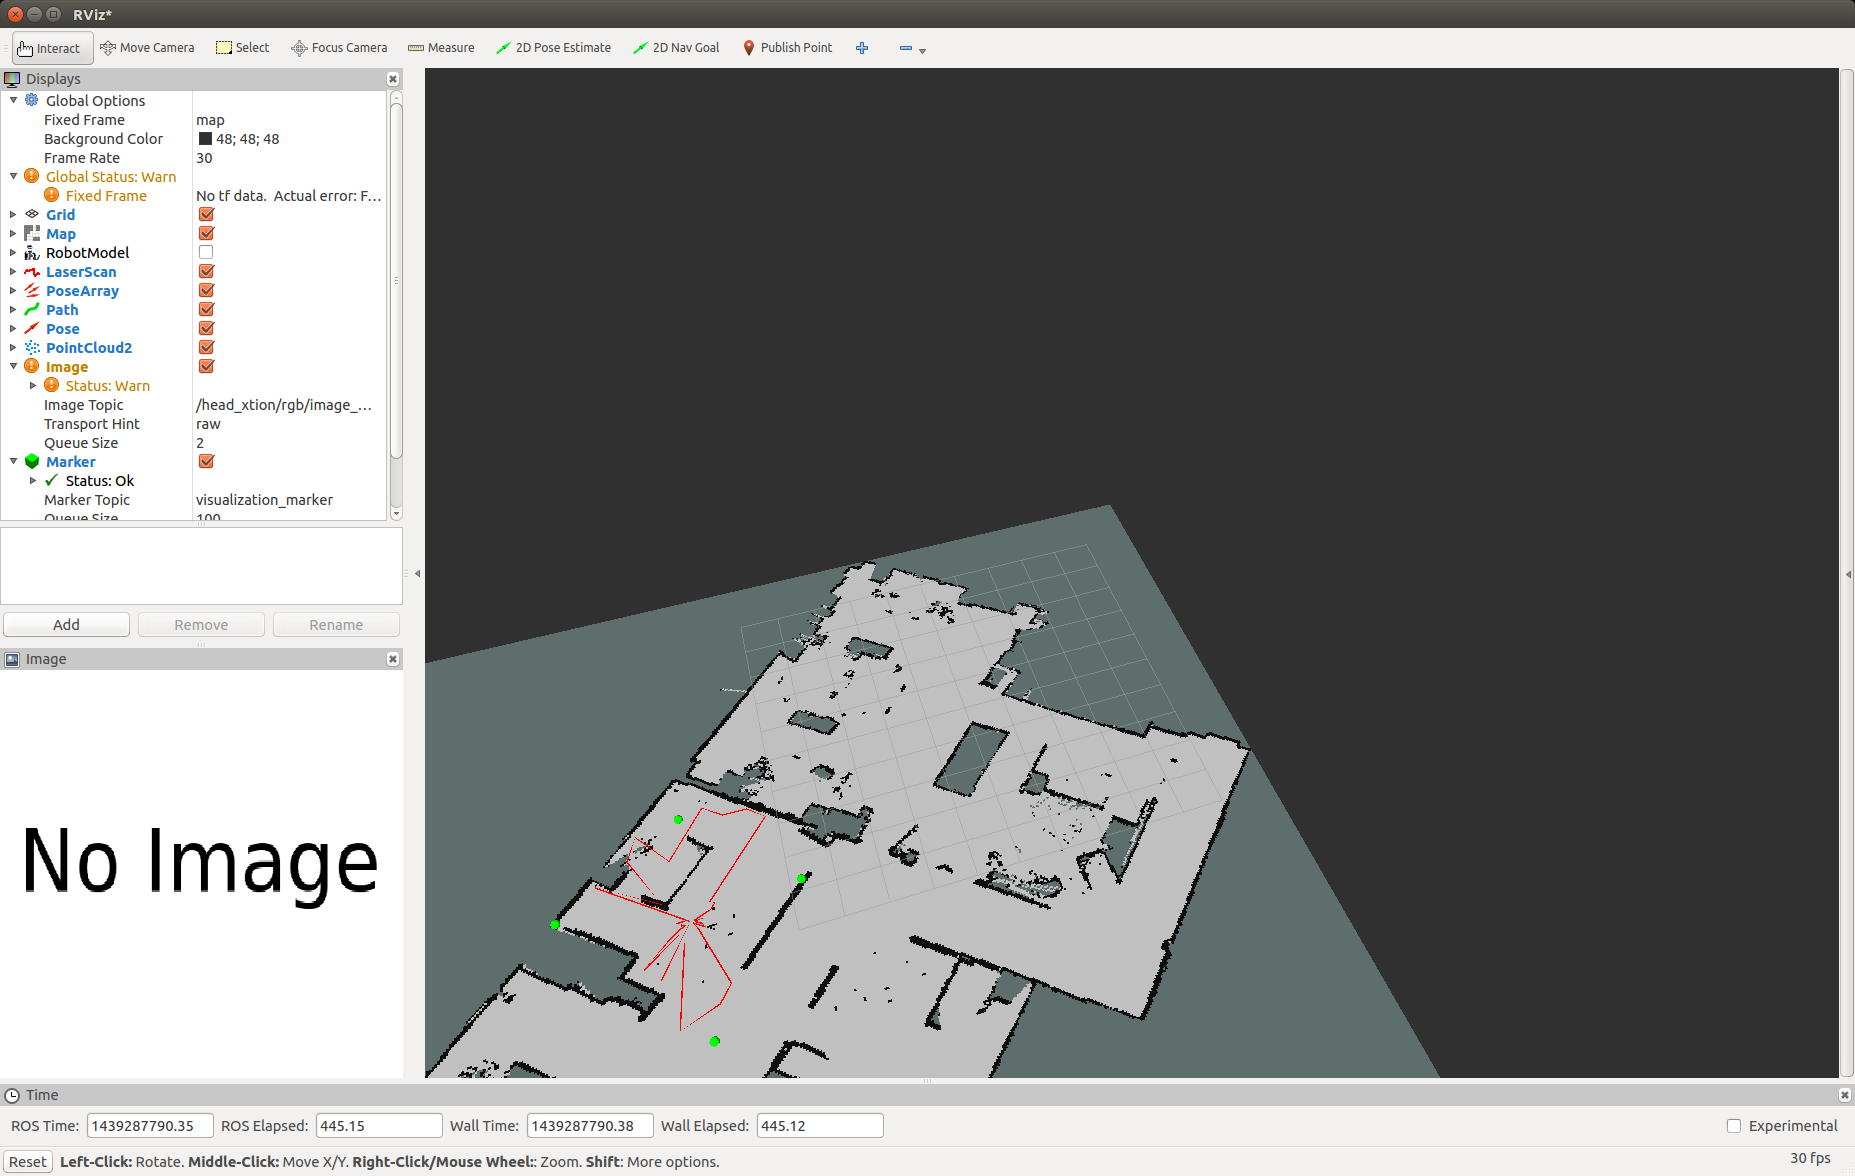 RViz*
Interact Move Camera Select Focus Camera Measure 2D Pose Estimate 2D Nav Goal Publish Point
Displays
Global Options
Fixed Frame map
Background Color 48; 48; 48
Frame Rate 30
Global Status: Warn
Fixed Frame No tf data. Actual error: F...
Grid
Map
RobotModel
LaserScan
PoseArray
Path
Pose
PointCloud2
Image
Status: Warn
Image Topic /head_xtion/rgb/image_...
Transport Hint raw
Queue Size 2
Marker
Status: Ok
Marker Topic visualization_marker
Queue Size 100
Add Remove Rename
Image
No Image
Time
ROS Time: 1439287790.35 ROS Elapsed: 445.15 Wall Time: 1439287790.38 Wall Elapsed: 445.12 Experimental
Reset Left-Click: Rotate. Middle-Click: Move X/Y. Right-Click/Mouse Wheel:: Zoom. Shift: More options. 30 fps